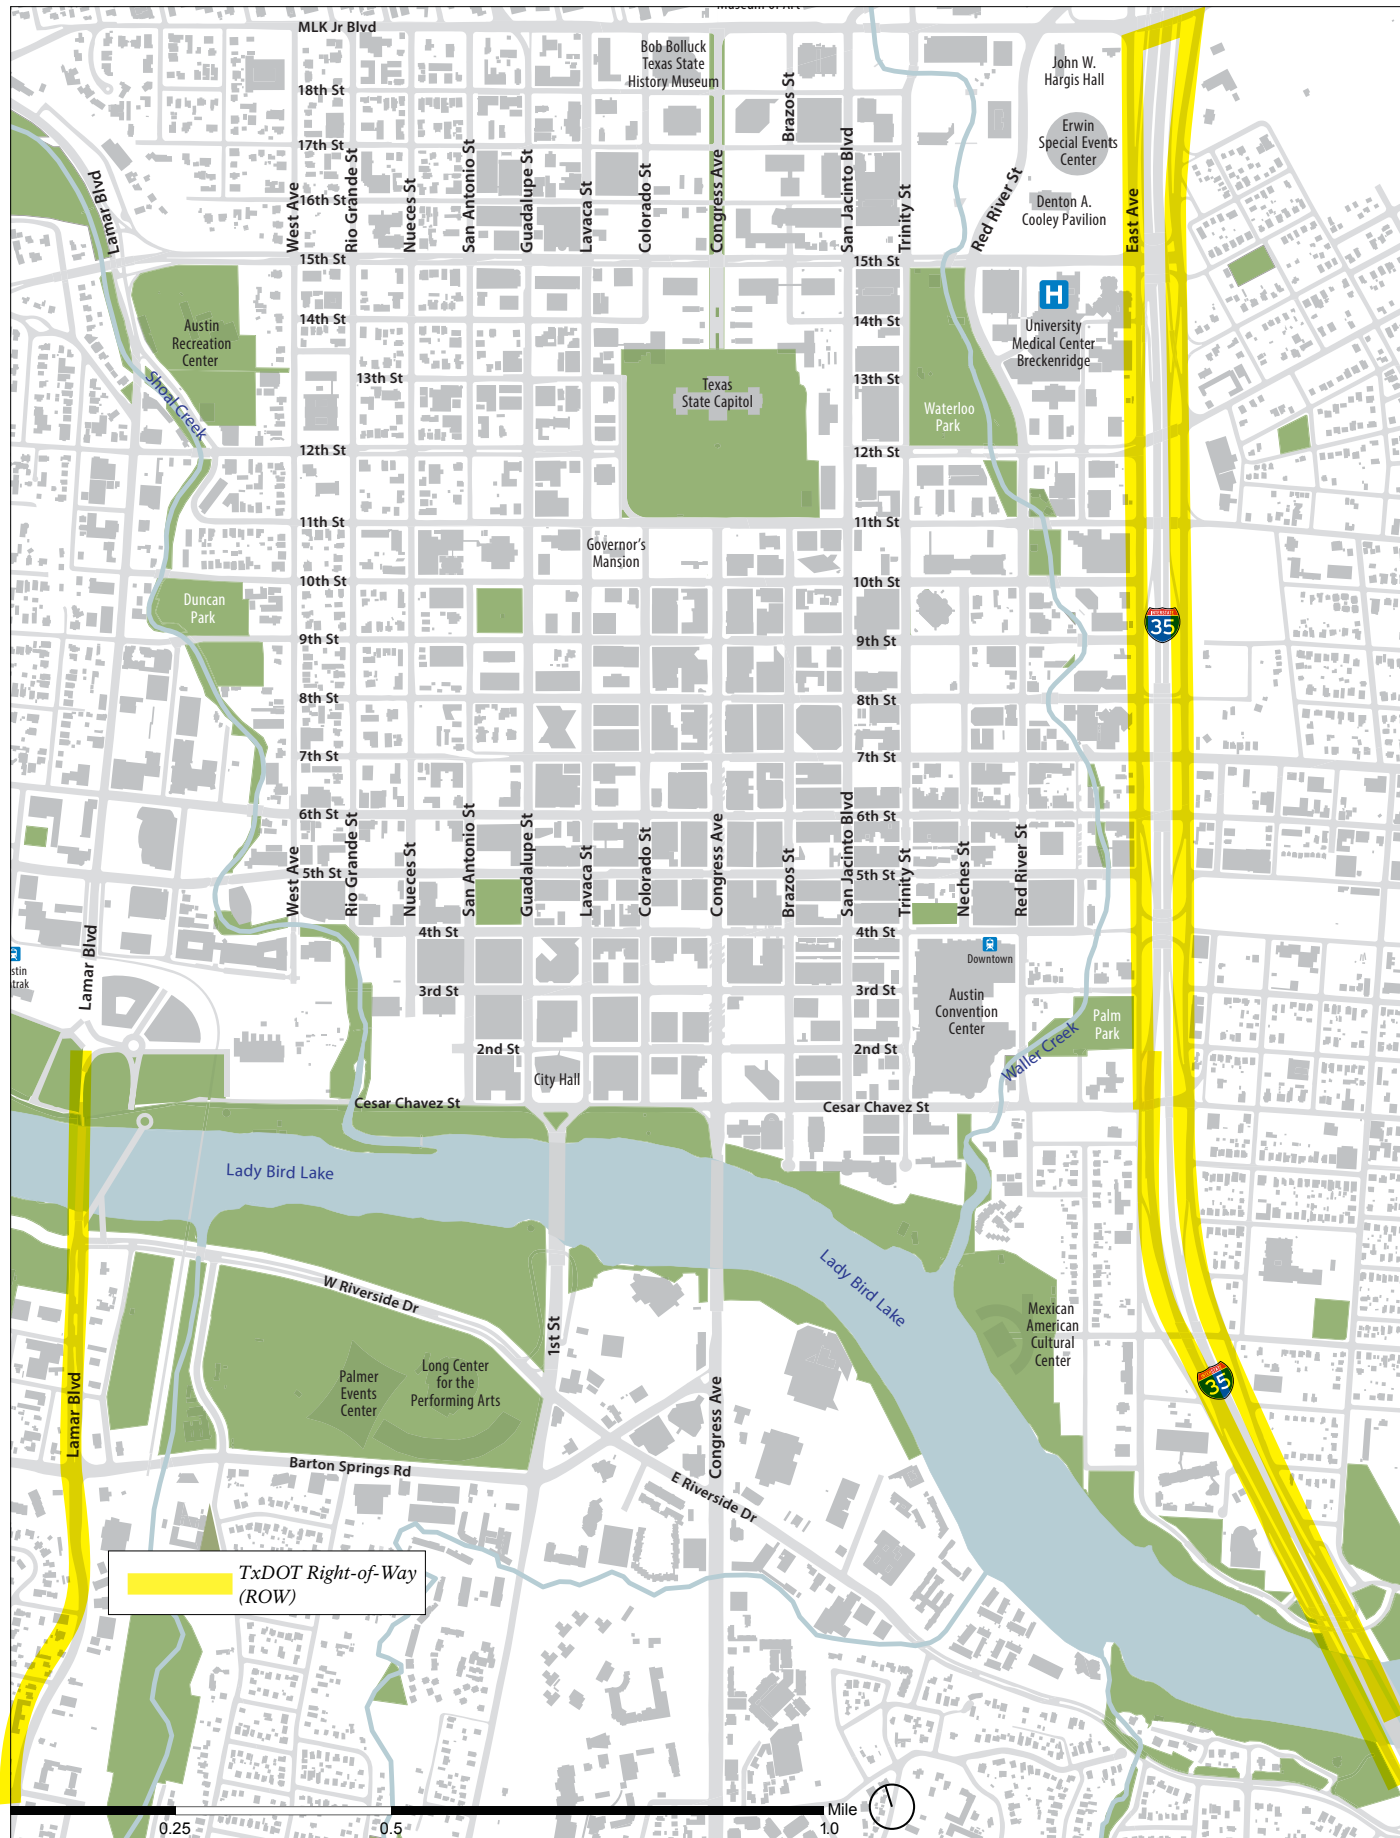 Museum of Art
MLK Jr Blvd
Bob Bolluck
Texas State
History Museum
John W.
Hargis Hall
18th St
Brazos St
Erwin
Special Events
Center
17th St
Lamar Blvd
West Ave
Rio Grande St
Nueces St
San Antonio St
Guadalupe St
Lavaca St
Colorado St
Congress Ave
San Jacinto Blvd
Trinity St
Red River St
East Ave
16th St
Denton A.
Cooley Pavilion
15th St
15th St
H
14th St
14th St
Austin
Recreation
Center
University
Medical Center
Breckenridge
13th St
13th St
Shoal Creek
Texas
State Capitol
Waterloo
Park
12th St
12th St
11th St
11th St
Governor's
Mansion
10th St
10th St
Duncan
Park
INTERSTATE
35
9th St
9th St
8th St
8th St
7th St
7th St
6th St
6th St
West Ave
Rio Grande St
Nueces St
San Antonio St
Guadalupe St
Lavaca St
Colorado St
Congress Ave
Brazos St
San Jacinto Blvd
Trinity St
Neches St
Red River St
5th St
5th St
Lamar Blvd
4th St
4th St
Downtown
stin
trak
3rd St
3rd St
Austin
Convention
Center
Palm
Park
Waller Creek
2nd St
2nd St
City Hall
Cesar Chavez St
Cesar Chavez St
Lady Bird Lake
Lady Bird Lake
W Riverside Dr
1st St
Mexican
American
Cultural
Center
Long Center
for the
Performing Arts
Palmer
Events
Center
35
Lamar Blvd
Congress Ave
Barton Springs Rd
E Riverside Dr
TxDOT Right-of-Way
(ROW)
Mile
0.25
0.5
1.0